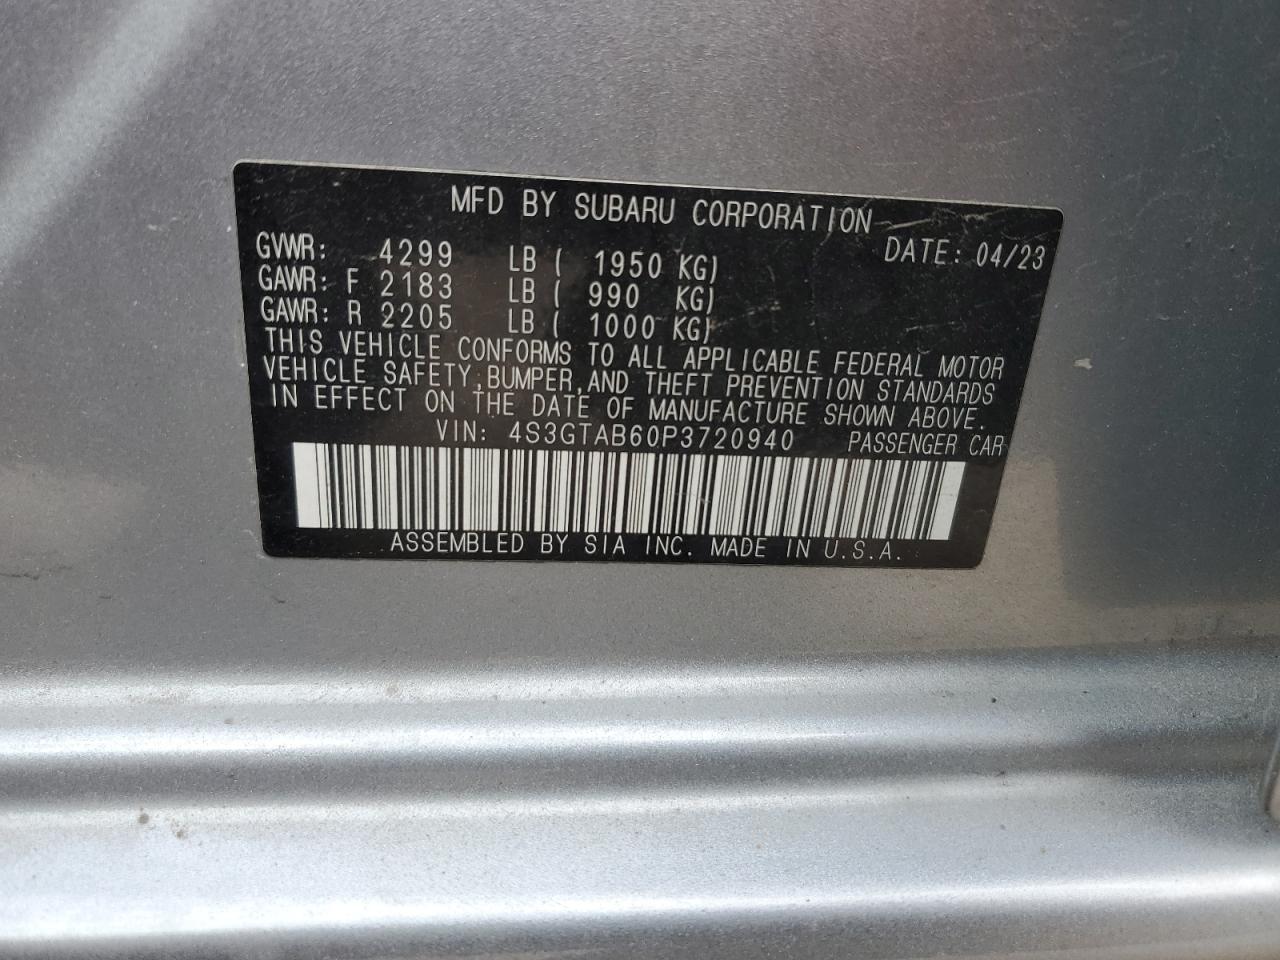 MFD BY SUBARU CORPORATION
DATE: 04/23
GVWR: 4299 LB ( 1950 KG)
GAWR: F 2183 LB ( 990 KG)
GAWR: R 2205 LB ( 1000 KG)
THIS VEHICLE CONFORMS TO ALL APPLICABLE FEDERAL MOTOR
VEHICLE SAFETY, BUMPER, AND THEFT PREVENTION STANDARDS
IN EFFECT ON THE DATE OF MANUFACTURE SHOWN ABOVE.
VIN: 4S3GTAB60P3720940 PASSENGER CAR
ASSEMBLED BY SIA INC. MADE IN U.S.A.